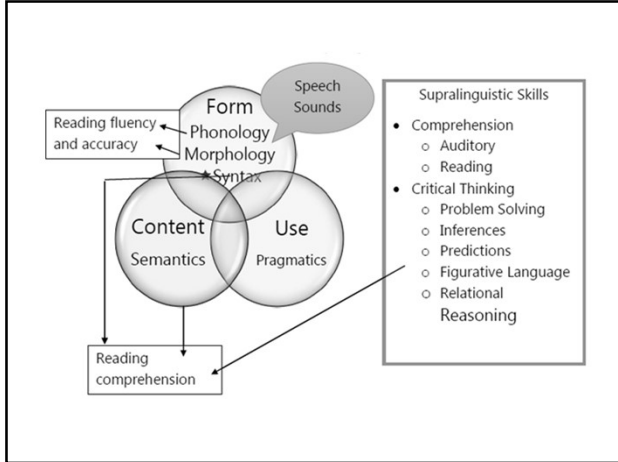 Speech
Sounds
Form
Phonology
Morphology
Syntax
Reading fluency
and accuracy
Content
Semantics
Use
Pragmatics
Reading
comprehension
Supralinguistic Skills
• Comprehension
o Auditory
o Reading
• Critical Thinking
o Problem Solving
o Inferences
o Predictions
o Figurative Language
o Relational
Reasoning